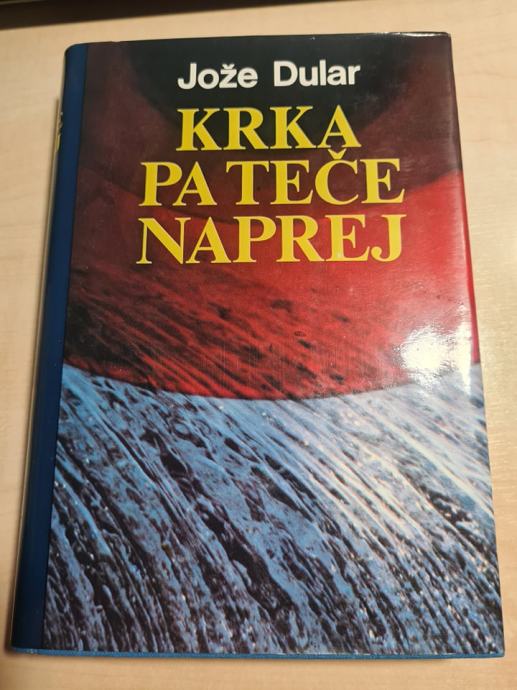 Jože Dular
KRKA
PA TEČE
NAPREJ